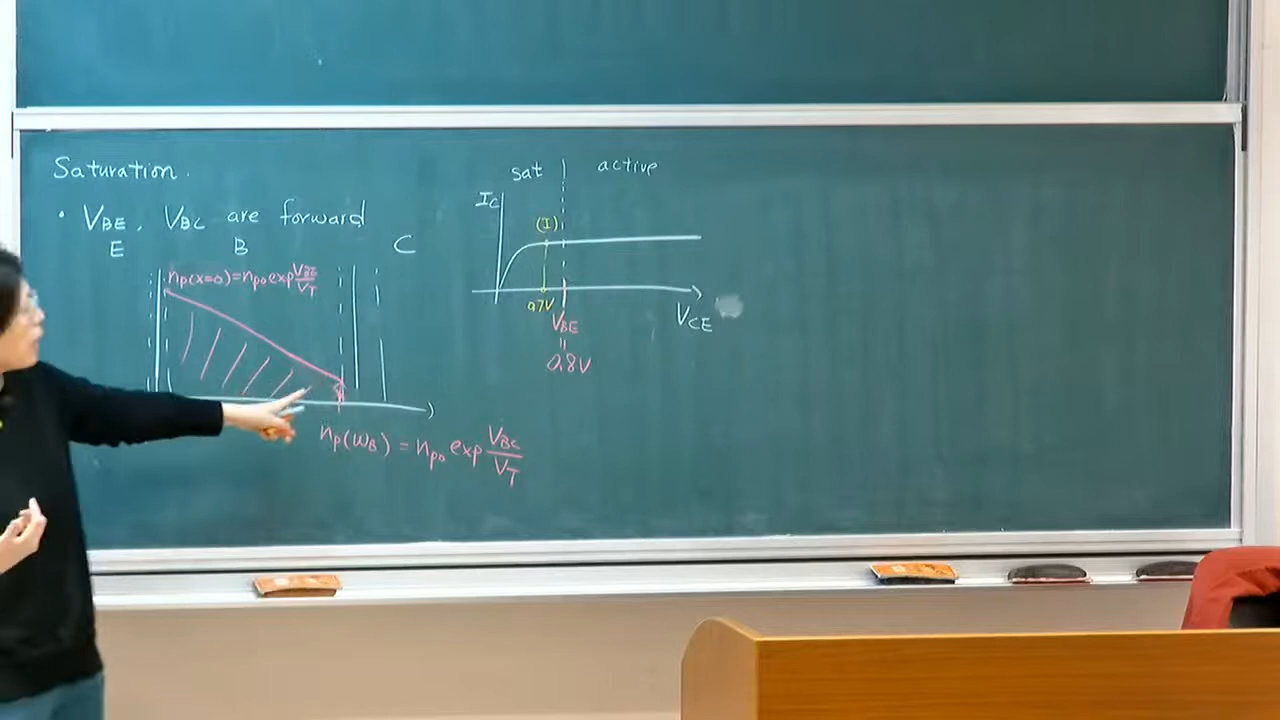 Saturation.
• VBE, VBC are forward
E B C
np(x=0)=npo exp VBE/VT
np(WB) = npo exp VBC/VT
sat active
IC
(I)
0.7V
VBE
"
0.8V
VCE